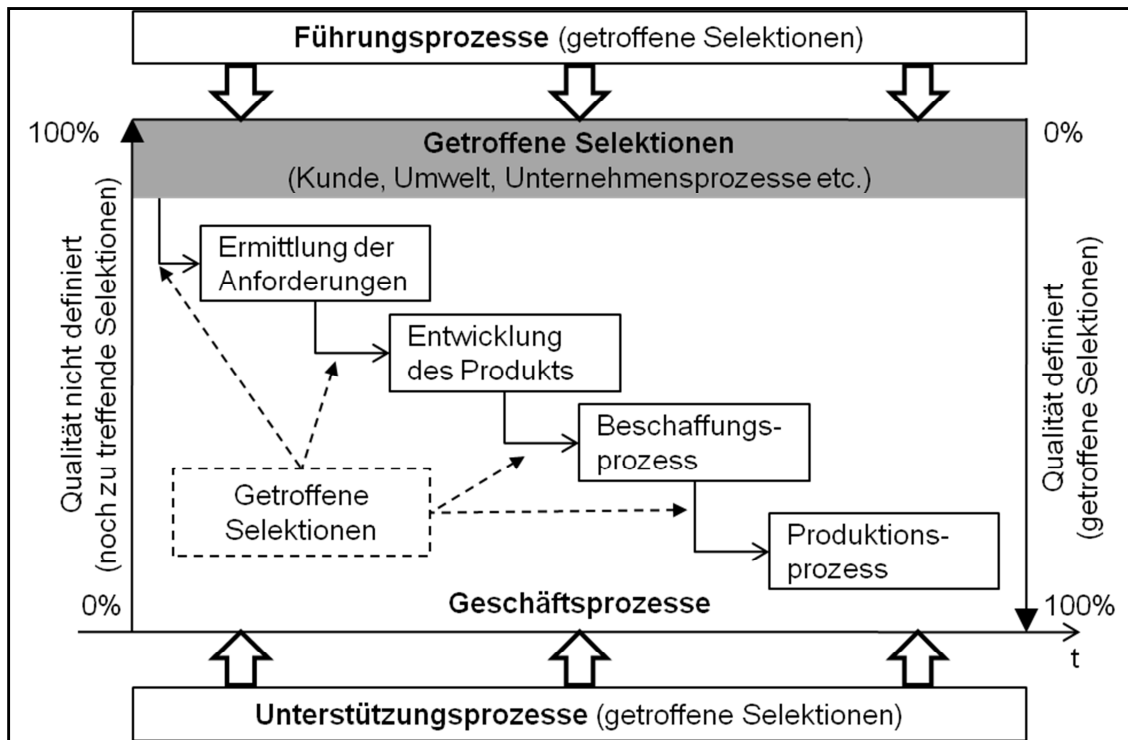 Führungsprozesse (getroffene Selektionen)
100%
0%
Getroffene Selektionen
(Kunde, Umwelt, Unternehmensprozesse etc.)
Qualität nicht definiert
(noch zu treffende Selektionen)
Ermittlung der
Anforderungen
Entwicklung
des Produkts
Beschaffungs-
prozess
Getroffene
Selektionen
Produktions-
prozess
Qualität definiert
(getroffene Selektionen)
0%
Geschäftsprozesse
100%
t
Unterstützungsprozesse (getroffene Selektionen)